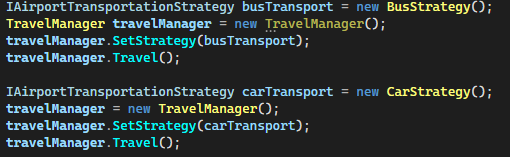 IAirportTransportationStrategy busTransport = new BusStrategy();
TravelManager travelManager = new TravelManager();
travelManager.SetStrategy(busTransport);
travelManager.Travel();
IAirportTransportationStrategy carTransport = new CarStrategy();
travelManager = new TravelManager();
travelManager.SetStrategy(carTransport);
travelManager.Travel();